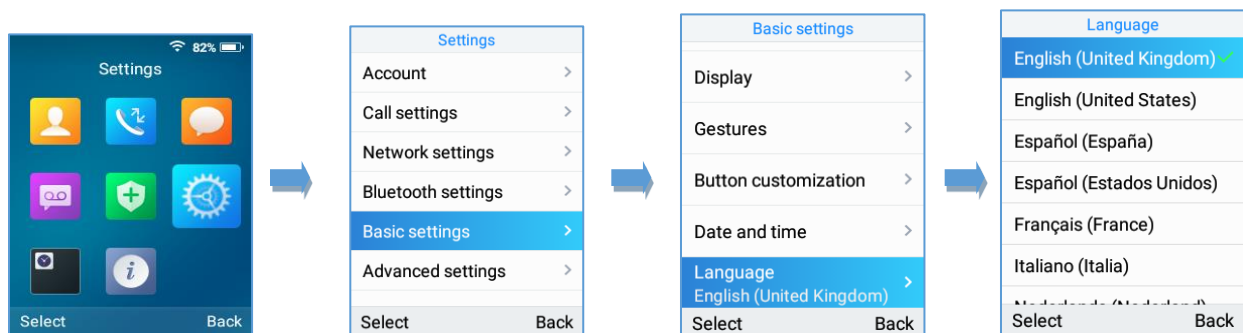 82%
Settings
Select Back
Settings
Account
Call settings
Network settings
Bluetooth settings
Basic settings
Advanced settings
Select Back
Basic settings
Display
Gestures
Button customization
Date and time
Language
English (United Kingdom)
Select Back
Language
English (United Kingdom)
English (United States)
Español (España)
Español (Estados Unidos)
Français (France)
Italiano (Italia)
Select Back